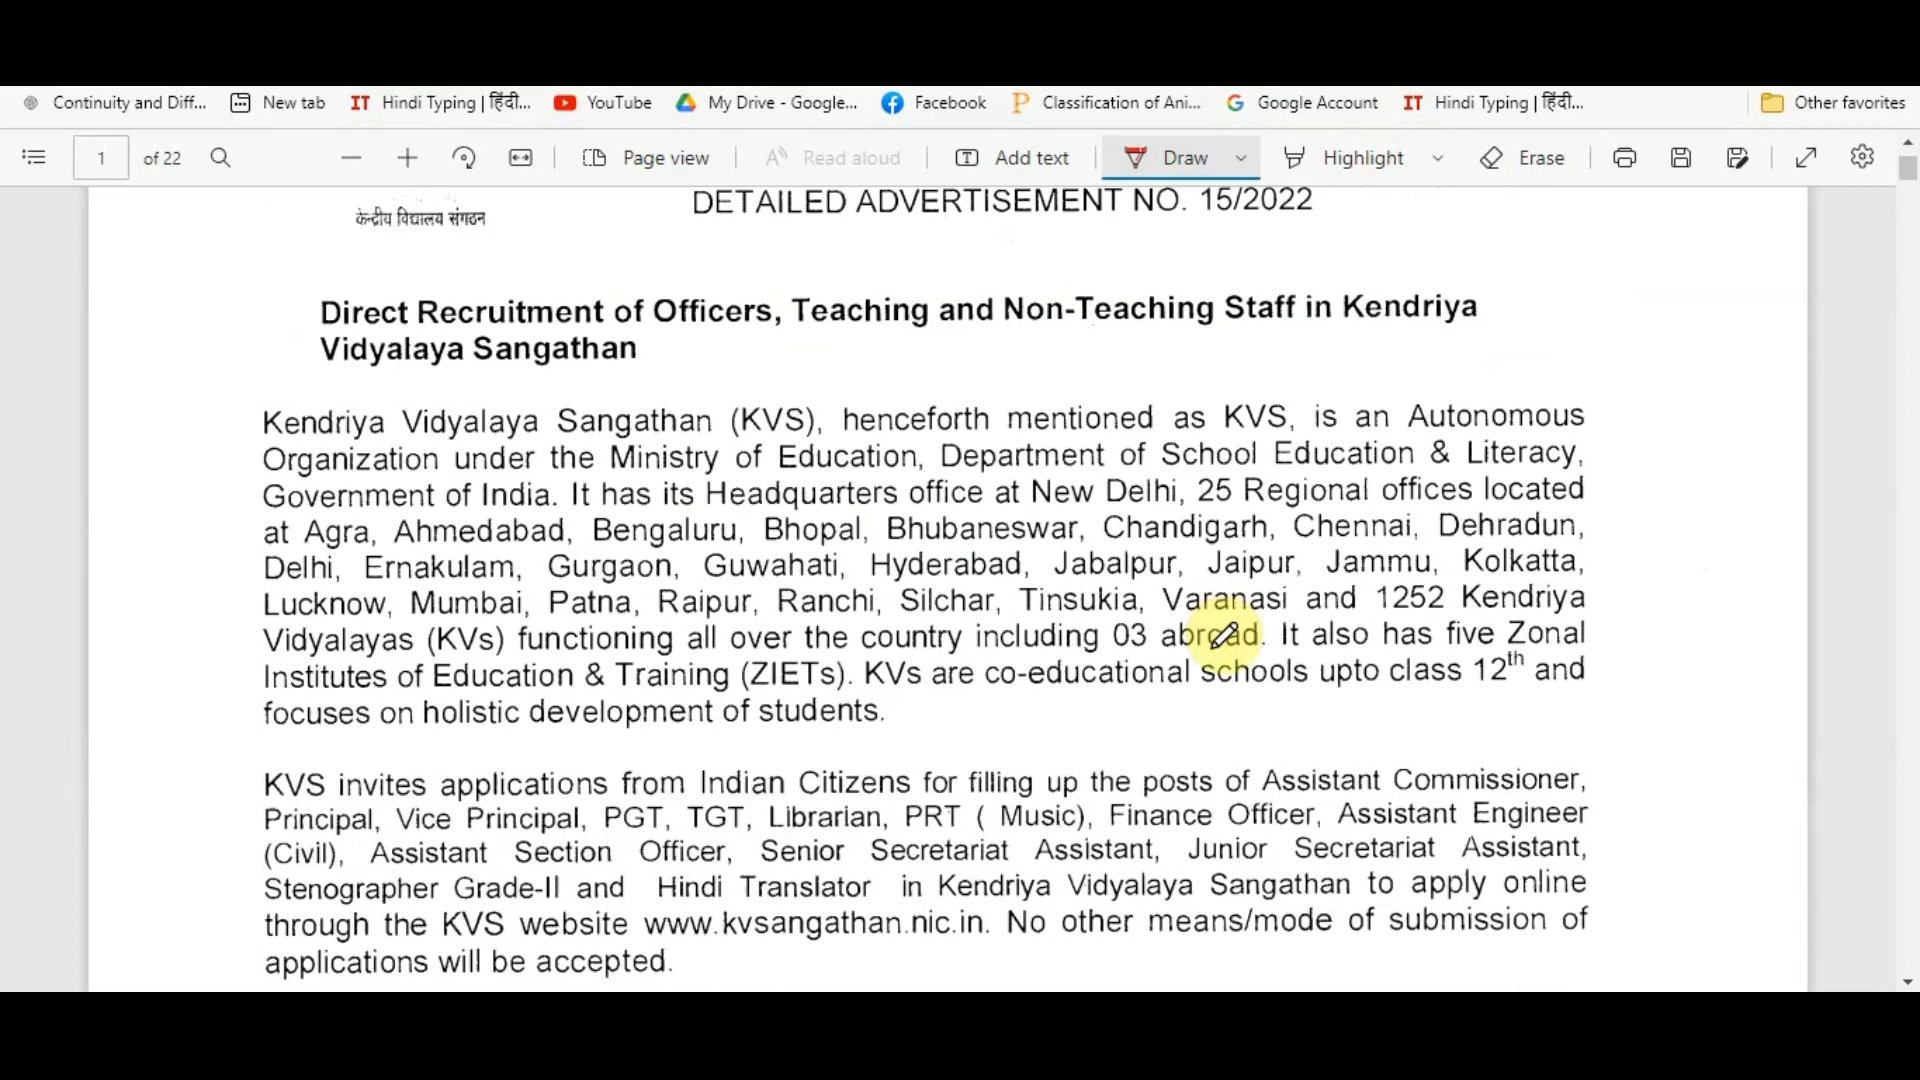 Continuity and Diff... New tab IT Hindi Typing | हिंदी... YouTube My Drive - Google... Facebook Classification of Ani... Google Account IT Hindi Typing | हिंदी... Other favorites
1 of 22 Page view Read aloud Add text Draw Highlight Erase
केन्द्रीय विद्यालय संगठन
DETAILED ADVERTISEMENT NO. 15/2022
Direct Recruitment of Officers, Teaching and Non-Teaching Staff in Kendriya
Vidyalaya Sangathan
Kendriya Vidyalaya Sangathan (KVS), henceforth mentioned as KVS, is an Autonomous
Organization under the Ministry of Education, Department of School Education & Literacy,
Government of India. It has its Headquarters office at New Delhi, 25 Regional offices located
at Agra, Ahmedabad, Bengaluru, Bhopal, Bhubaneswar, Chandigarh, Chennai, Dehradun,
Delhi, Ernakulam, Gurgaon, Guwahati, Hyderabad, Jabalpur, Jaipur, Jammu, Kolkatta,
Lucknow, Mumbai, Patna, Raipur, Ranchi, Silchar, Tinsukia, Varanasi and 1252 Kendriya
Vidyalayas (KVs) functioning all over the country including 03 abroad. It also has five Zonal
Institutes of Education & Training (ZIETs). KVs are co-educational schools upto class 12th and
focuses on holistic development of students.
KVS invites applications from Indian Citizens for filling up the posts of Assistant Commissioner,
Principal, Vice Principal, PGT, TGT, Librarian, PRT ( Music), Finance Officer, Assistant Engineer
(Civil), Assistant Section Officer, Senior Secretariat Assistant, Junior Secretariat Assistant,
Stenographer Grade-II and Hindi Translator in Kendriya Vidyalaya Sangathan to apply online
through the KVS website www.kvsangathan.nic.in. No other means/mode of submission of
applications will be accepted.